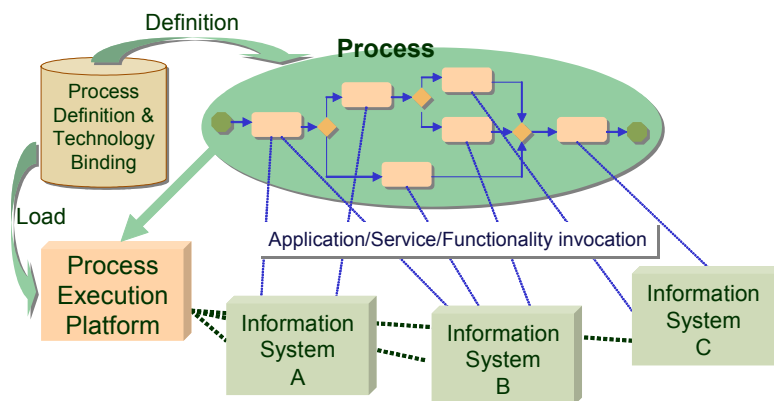 Definition
Process
Process
Definition &
Technology
Binding
Load
Application/Service/Functionality invocation
Process
Execution
Platform
Information
System
A
Information
System
B
Information
System
C